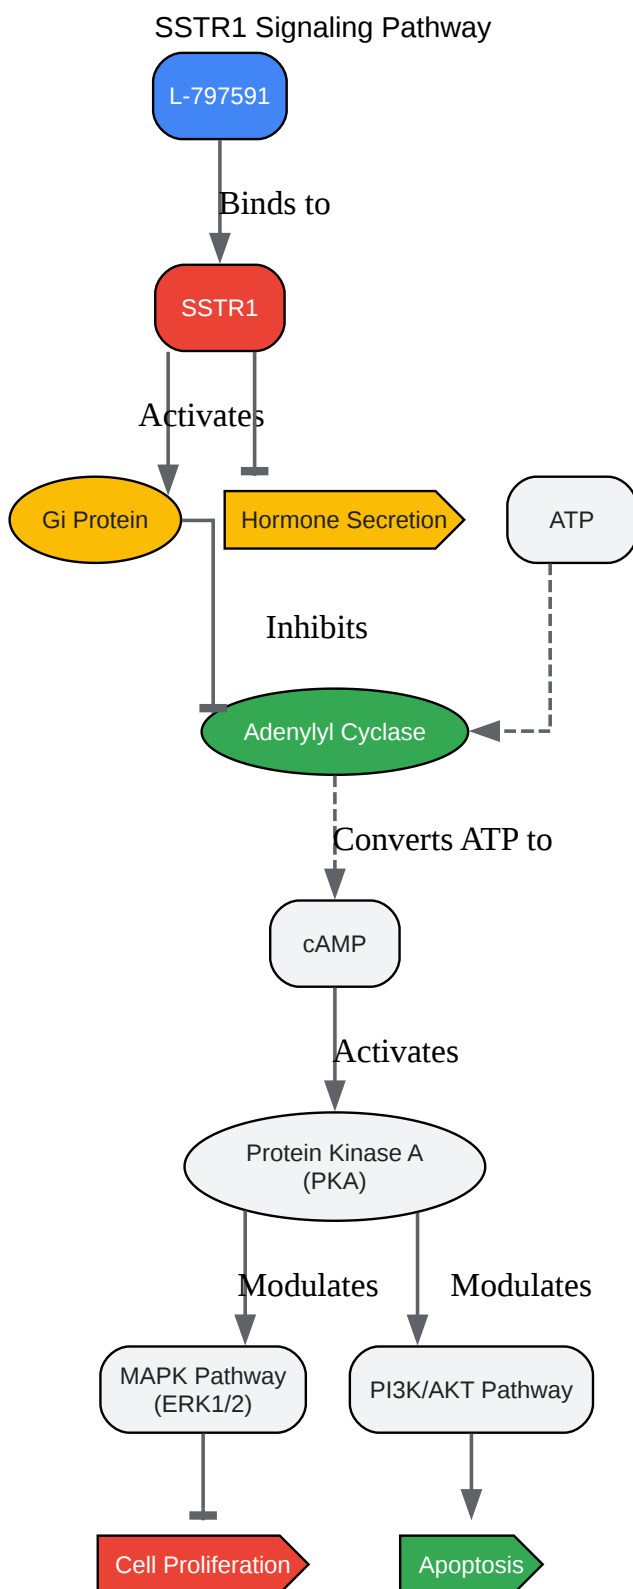 SSTR1 Signaling Pathway
L-797591
Binds to
SSTR1
Activates
Gi Protein
Hormone Secretion
ATP
Inhibits
Adenylyl Cyclase
Converts ATP to
cAMP
Activates
Protein Kinase A
(PKA)
Modulates
Modulates
MAPK Pathway
(ERK1/2)
PI3K/AKT Pathway
Cell Proliferation
Apoptosis